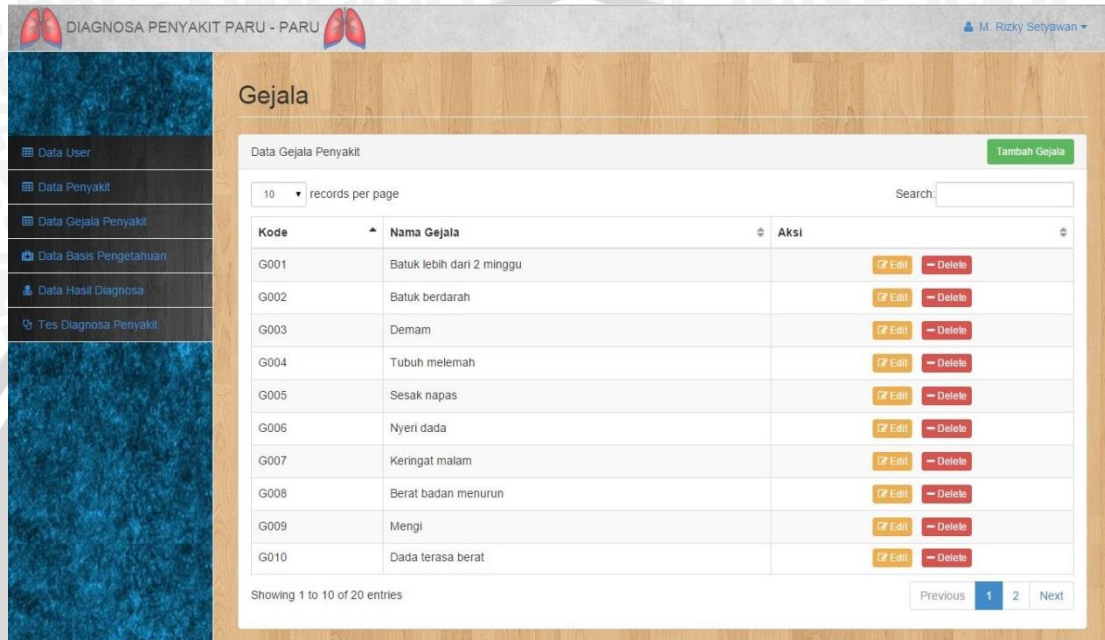 DIAGNOSA PENYAKIT PARU - PARU
M. Rizky Setyawan
Data User
Data Penyakit
Data Gejala Penyakit
Data Basis Pengetahuan
Data Hasil Diagnosa
Tes Diagnosa Penyakit
Gejala
Data Gejala Penyakit
Tambah Gejala
10 records per page
Search:
Kode Nama Gejala Aksi
G001 Batuk lebih dari 2 minggu Edit Delete
G002 Batuk berdarah Edit Delete
G003 Demam Edit Delete
G004 Tubuh melemah Edit Delete
G005 Sesak napas Edit Delete
G006 Nyeri dada Edit Delete
G007 Keringat malam Edit Delete
G008 Berat badan menurun Edit Delete
G009 Mengi Edit Delete
G010 Dada terasa berat Edit Delete
Showing 1 to 10 of 20 entries
Previous 1 2 Next